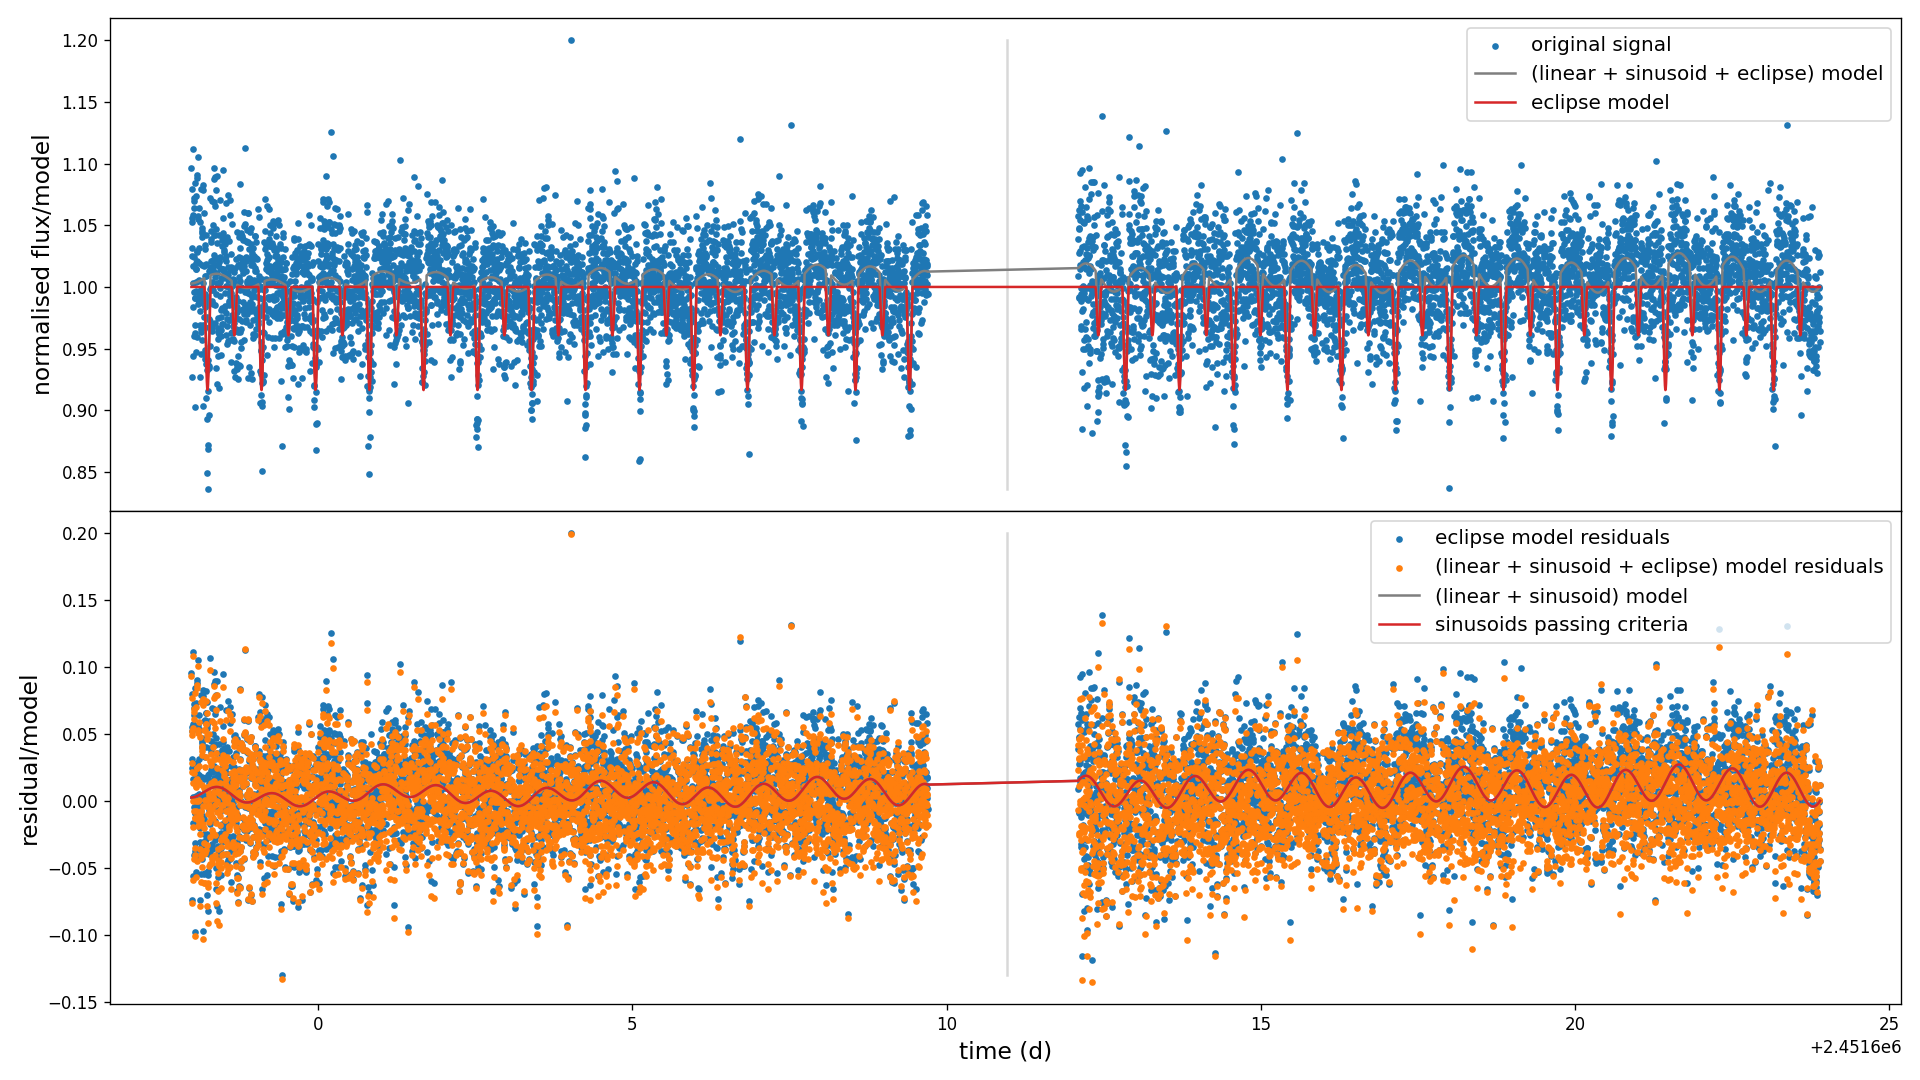 normalised flux/model
1.20
1.15
1.10
1.05
1.00
0.95
0.90
0.85
original signal
(linear + sinusoid + eclipse) model
eclipse model
residual/model
0.20
0.15
0.10
0.05
0.00
−0.05
−0.10
−0.15
eclipse model residuals
(linear + sinusoid + eclipse) model residuals
(linear + sinusoid) model
sinusoids passing criteria
0 5 10 15 20 25
time (d)
+2.4516e6